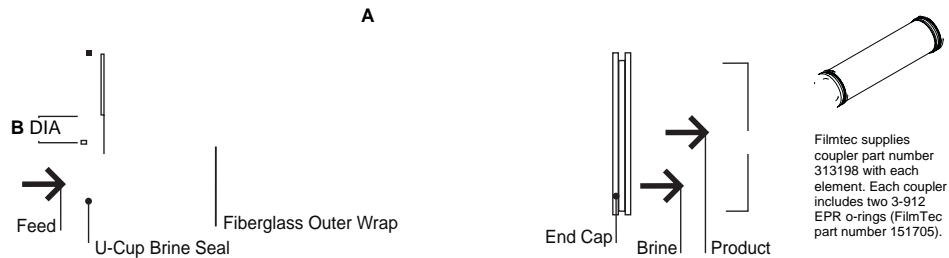 A
B DIA
Feed
U-Cup Brine Seal
Fiberglass Outer Wrap
End Cap
Brine
Product
Filmtec supplies
coupler part number
313198 with each
element. Each coupler
includes two 3-912
EPR o-rings (FilmTec
part number 151705).